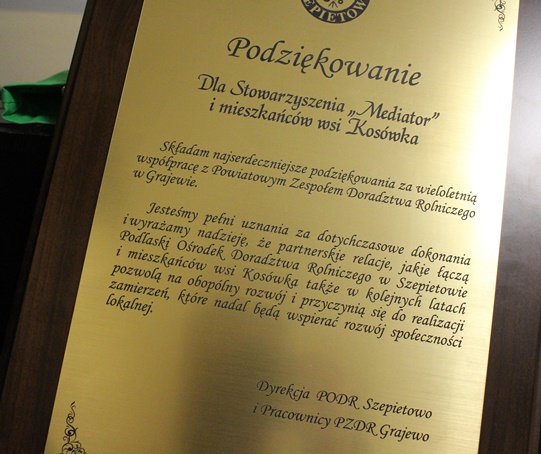 SZEPIETOWO
Podziękowanie
Dla Stowarzyszenia „Mediator”
i mieszkańców wsi Kosówka
Składam najserdeczniejsze podziękowania za wieloletnią
współpracę z Powiatowym Zespołem Doradztwa Rolniczego
w Grajewie.
Jesteśmy pełni uznania za dotychczasowe dokonania
i wyrażamy nadzieję, że partnerskie relacje, jakie łączą
Podlaski Ośrodek Doradztwa Rolniczego w Szepietowie
i mieszkańców wsi Kosówka także w kolejnych latach
pozwolą na obopólny rozwój i przyczynią się do realizacji
zamierzeń, które nadal będą wspierać rozwój społeczności
lokalnej.
Dyrekcja PODR Szepietowo
i Pracownicy PZDR Grajewo